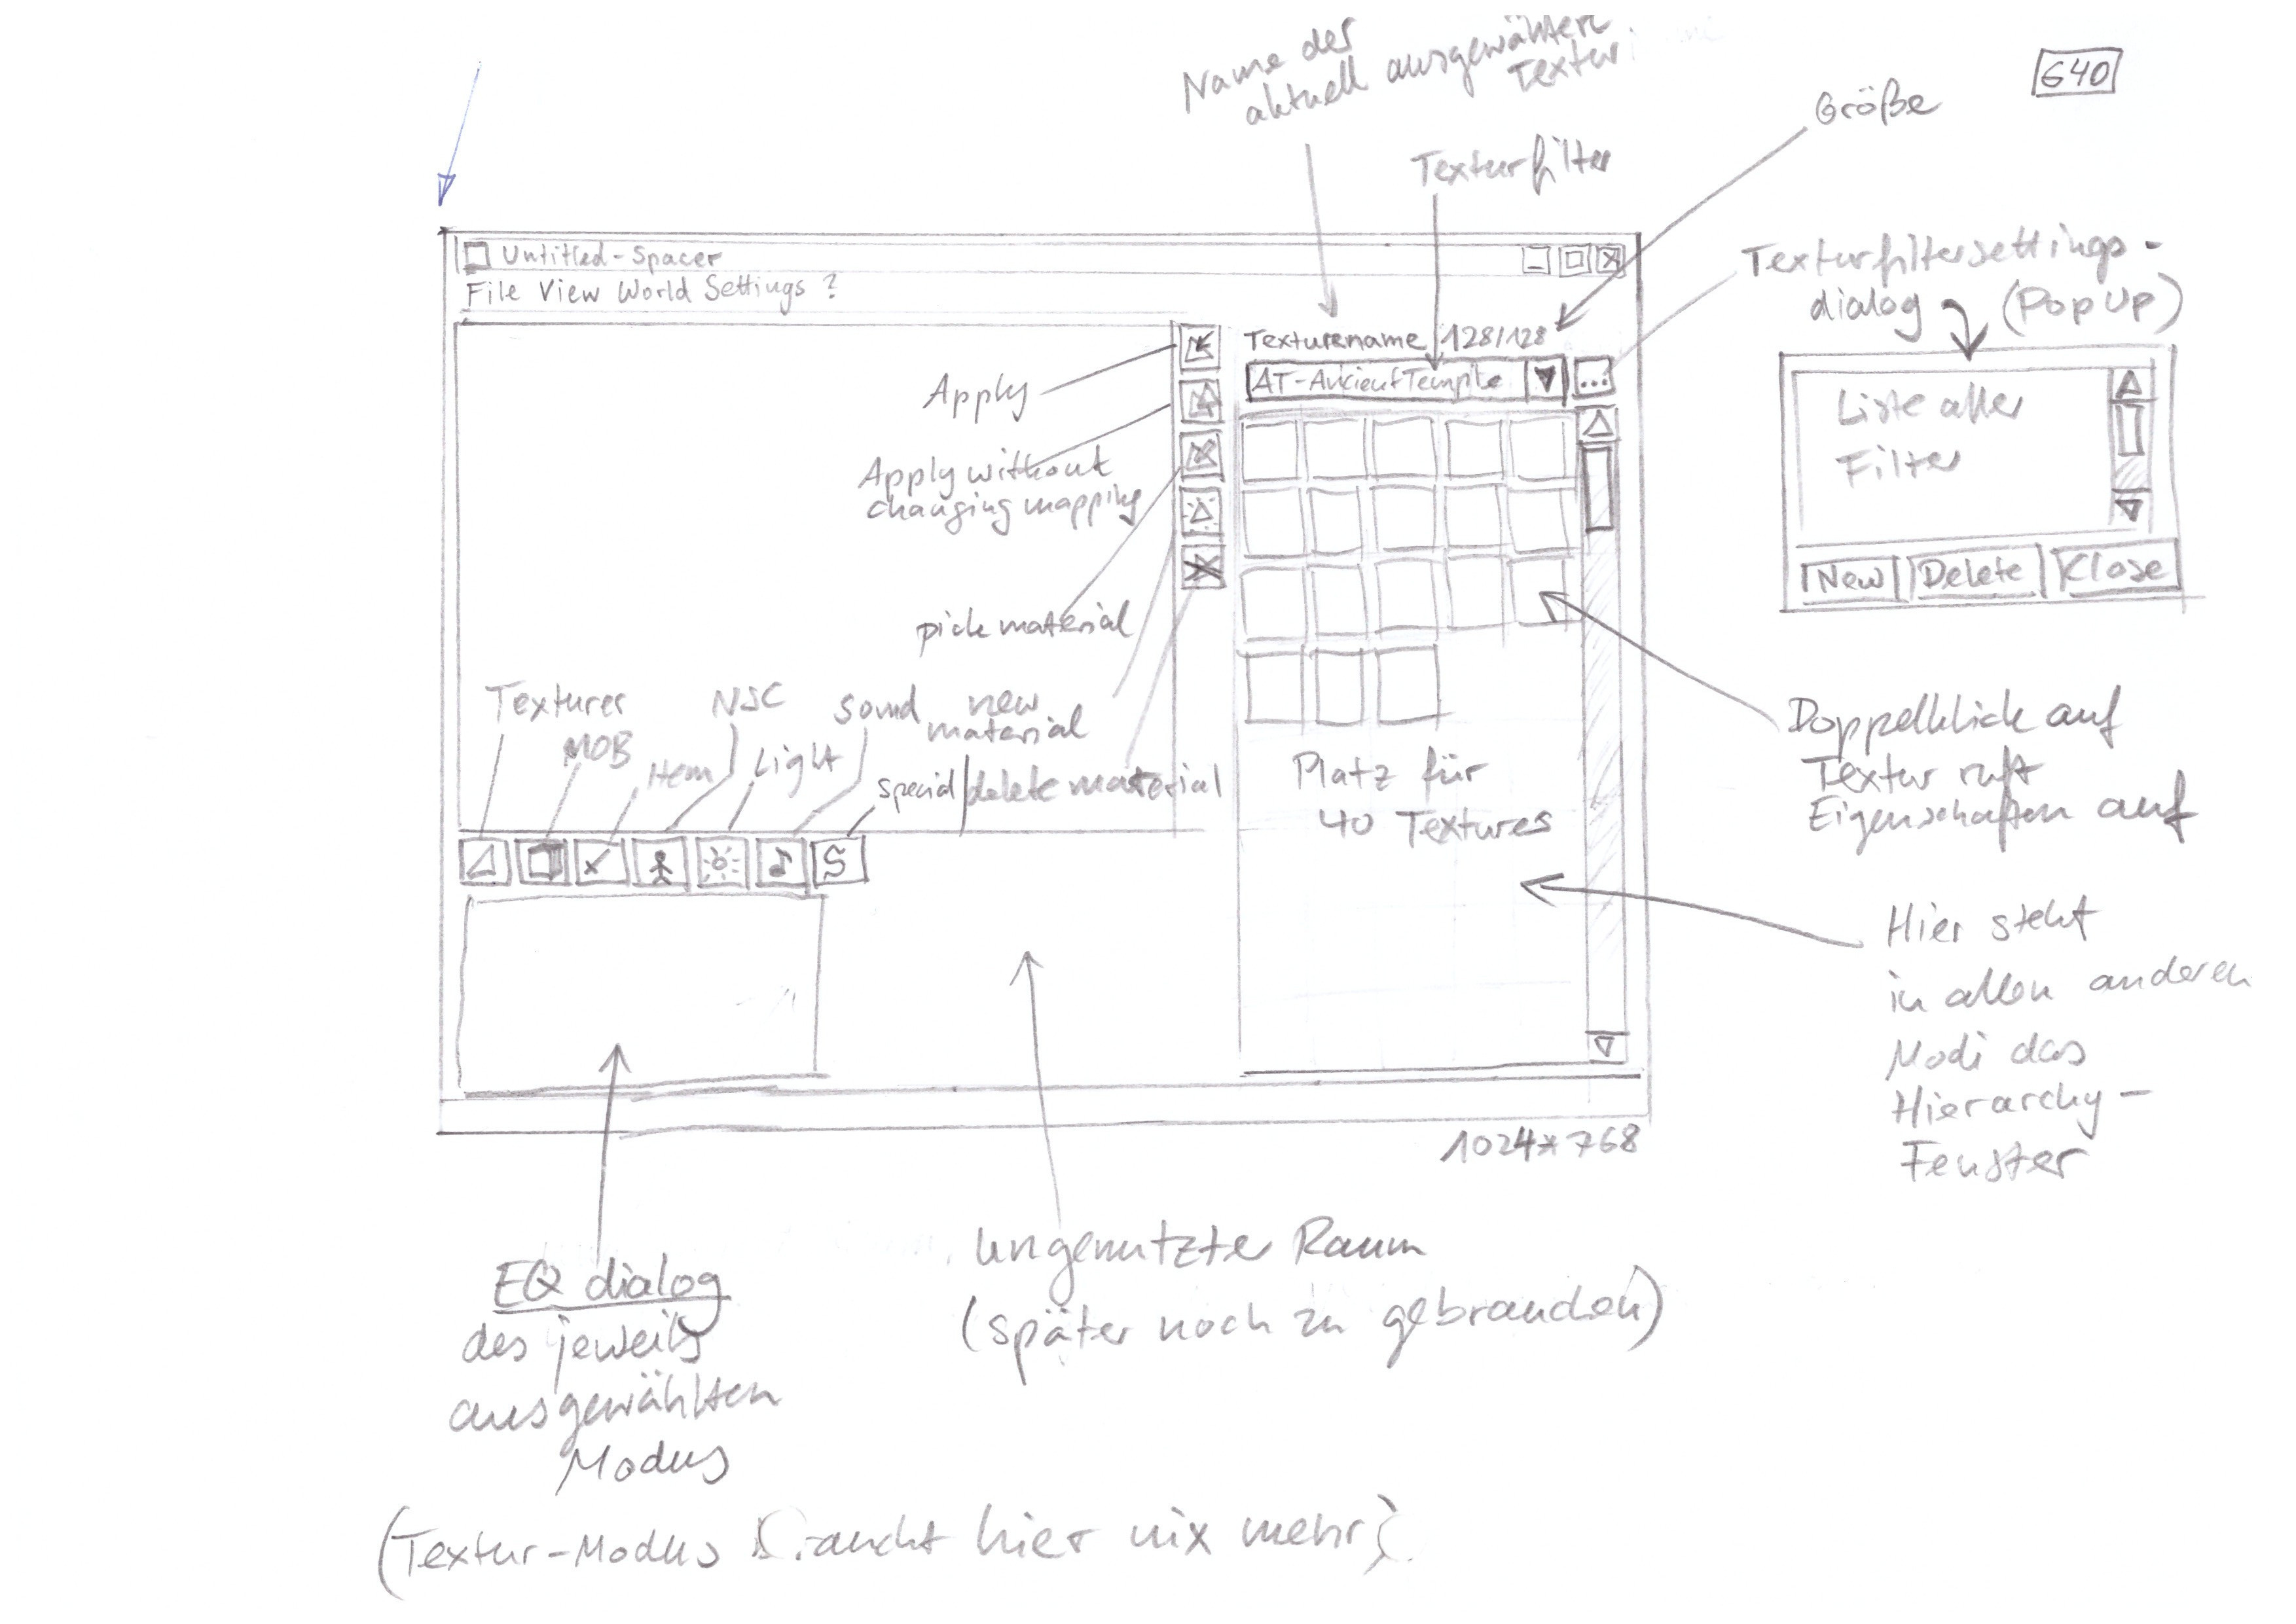 Name der
aktuell ausgewählten
Textur
640
Größe
Texturfilter
Texturfiltersettings-
dialog (PopUp)
Untitled-Spacer
File View World Settings ?
Texturename 128/128
AT-AncientTemple
...
Liste aller
Filter
New Delete Close
Apply
Apply without
changing mapping
pick material
new
material
delete material
Texturer
MOB
Item
NSC
Light
Sound
special
S
Platz für
40 Textures
Doppelklick auf
Textur ruft
Eigenschaften auf
Hier steht
in allen anderen
Modi das
Hierarchy-
Fenster
1024*768
EQ dialog
des jeweils
ausgewählten
Modus
(Textur-Modus braucht hier nix mehr)
ungenutzter Raum
(später noch zu gebrauchen)